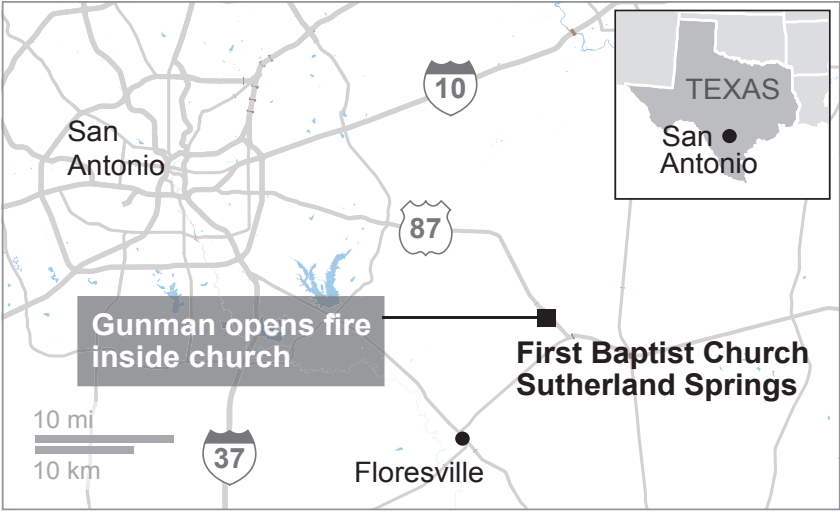 10
TEXAS
San
Antonio
San
Antonio
87
Gunman opens fire
inside church
First Baptist Church
Sutherland Springs
10 mi
10 km
37
Floresville